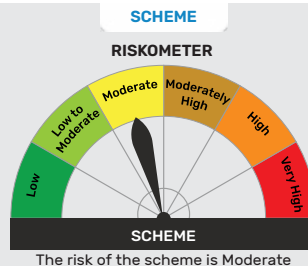 SCHEME
RISKOMETER
Low
Low to
Moderate
Moderate
Moderately
High
High
Very High
SCHEME
The risk of the scheme is Moderate